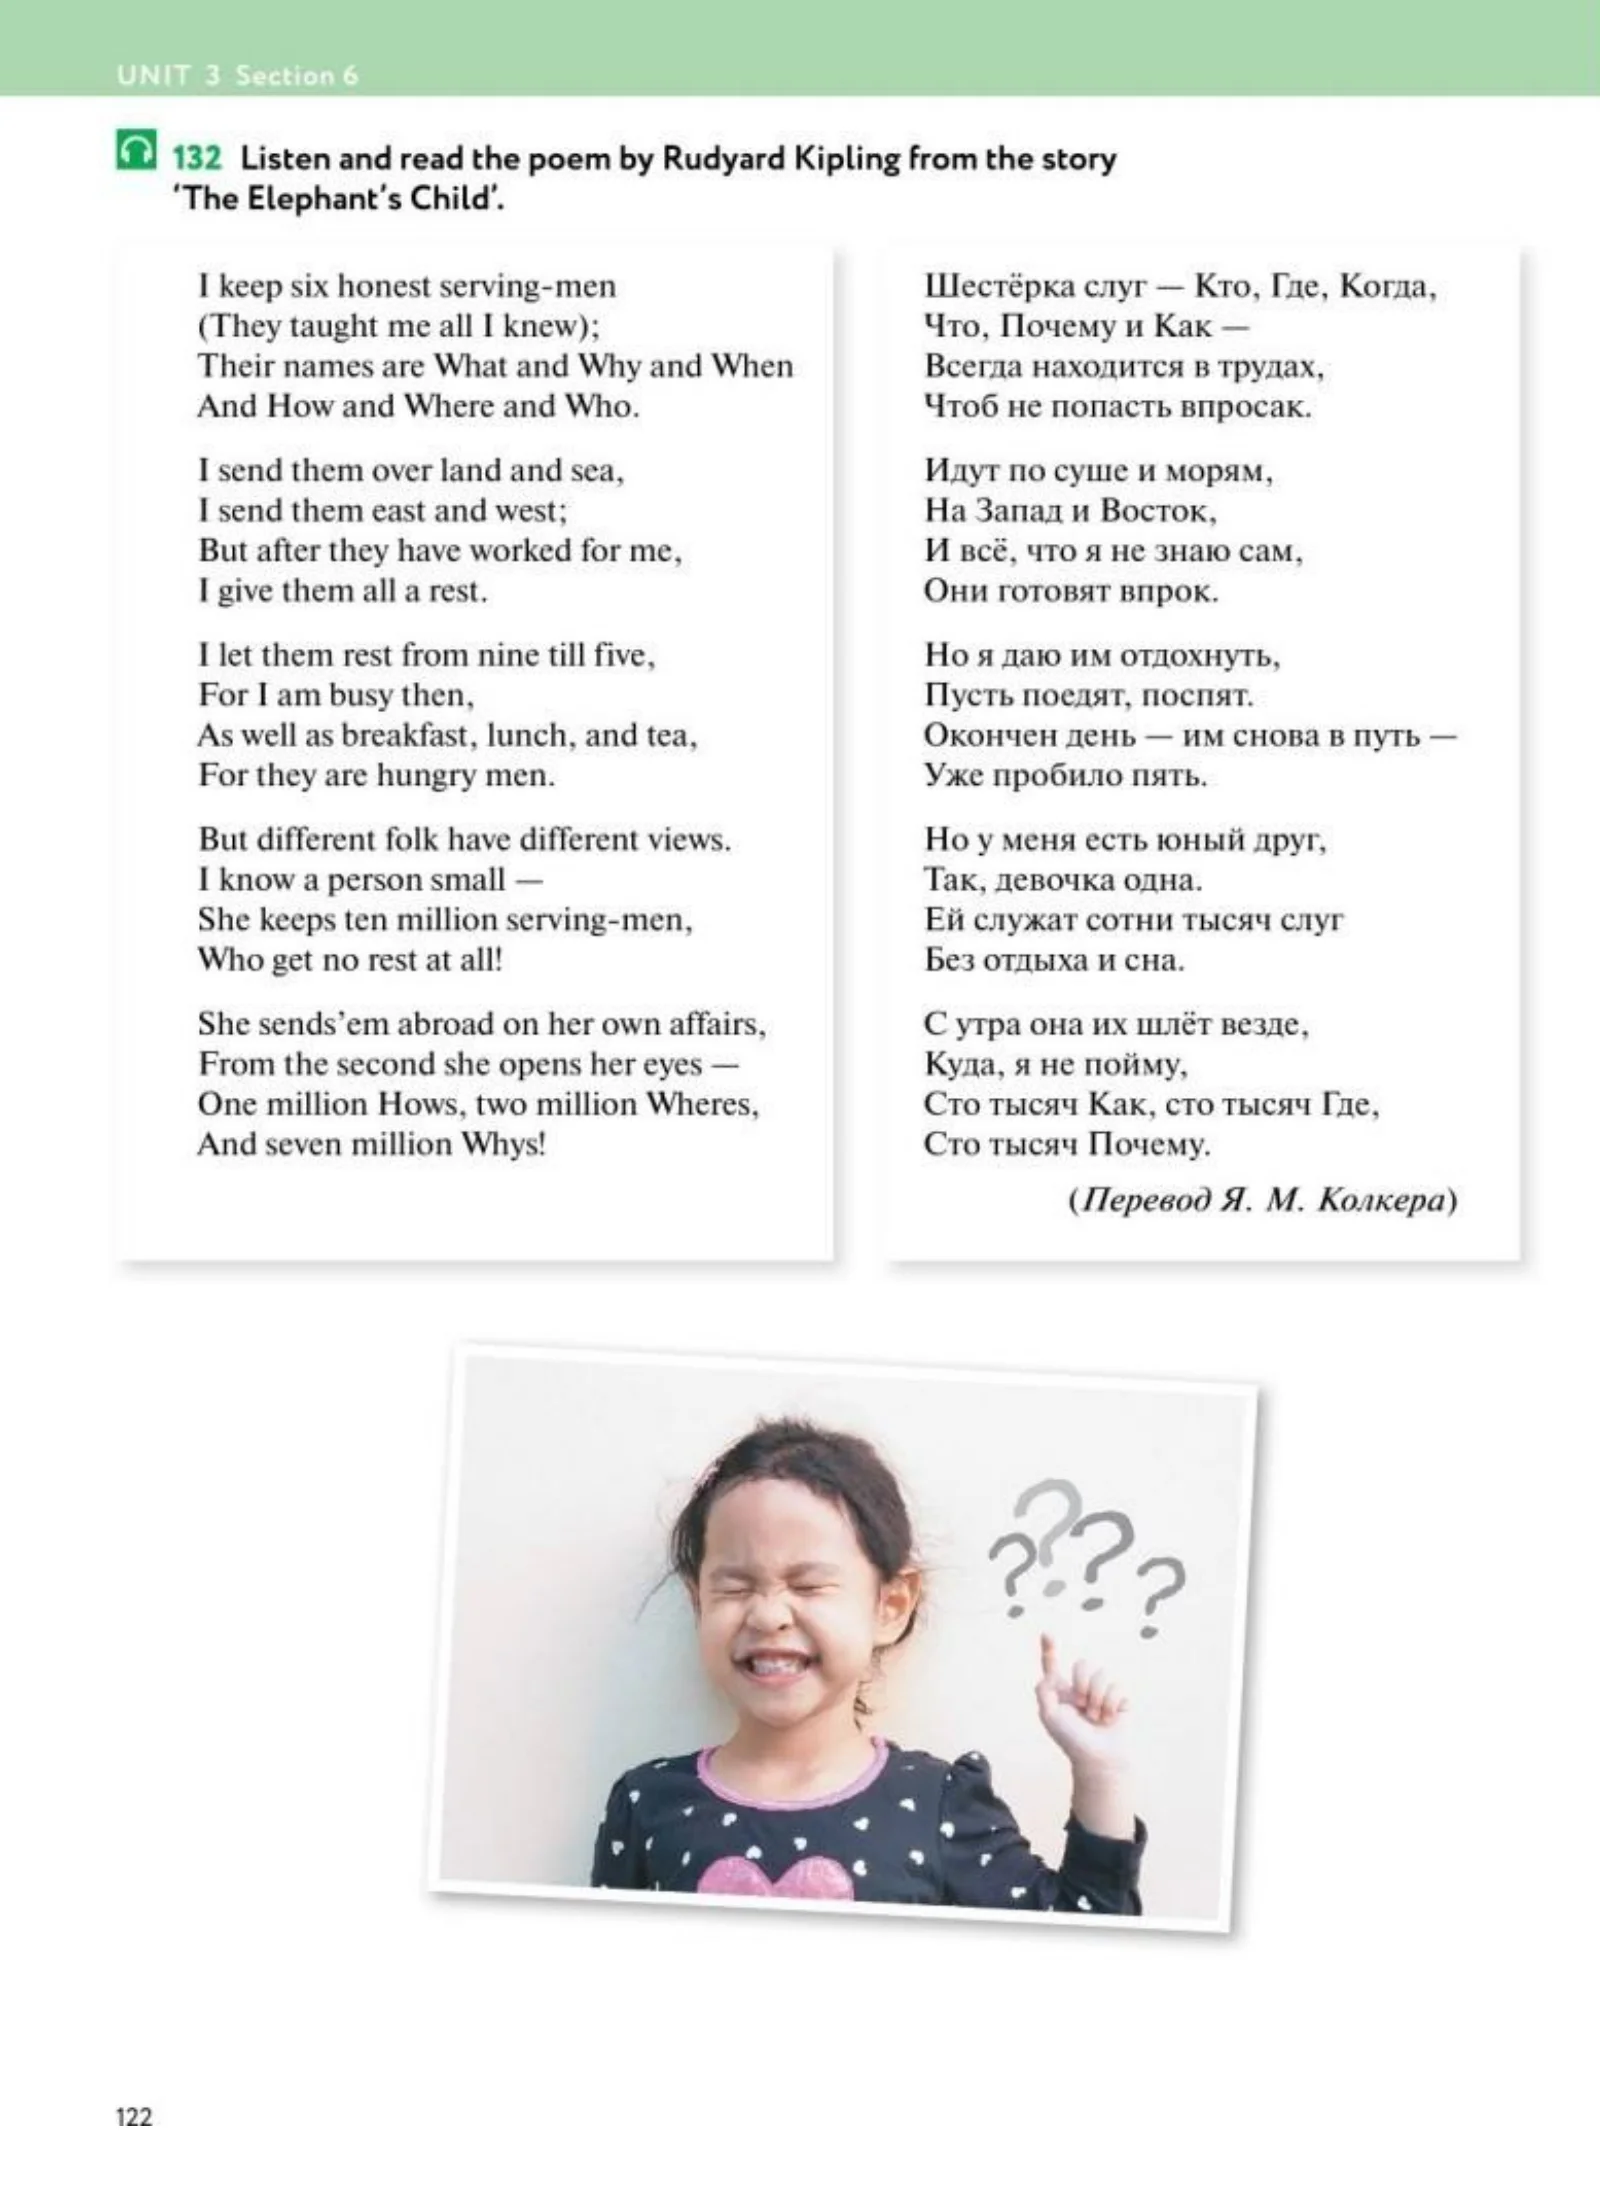 UNIT 3 Section 6
132 Listen and read the poem by Rudyard Kipling from the story
‘The Elephant’s Child’.
I keep six honest serving-men
(They taught me all I knew);
Their names are What and Why and When
And How and Where and Who.
I send them over land and sea,
I send them east and west;
But after they have worked for me,
I give them all a rest.
I let them rest from nine till five,
For I am busy then,
As well as breakfast, lunch, and tea,
For they are hungry men.
But different folk have different views.
I know a person small —
She keeps ten million serving-men,
Who get no rest at all!
She sends’em abroad on her own affairs,
From the second she opens her eyes —
One million Hows, two million Wheres,
And seven million Whys!
Шестёрка слуг — Кто, Где, Когда,
Что, Почему и Как —
Всегда находится в трудах,
Чтоб не попасть впросак.
Идут по суше и морям,
На Запад и Восток,
И всё, что я не знаю сам,
Они готовят впрок.
Но я даю им отдохнуть,
Пусть поедят, поспят.
Окончен день — им снова в путь —
Уже пробило пять.
Но у меня есть юный друг,
Так, девочка одна.
Ей служат сотни тысяч слуг
Без отдыха и сна.
С утра она их шлёт везде,
Куда, я не пойму,
Сто тысяч Как, сто тысяч Где,
Сто тысяч Почему.
(Перевод Я. М. Колкера)
? ? ? ?
122